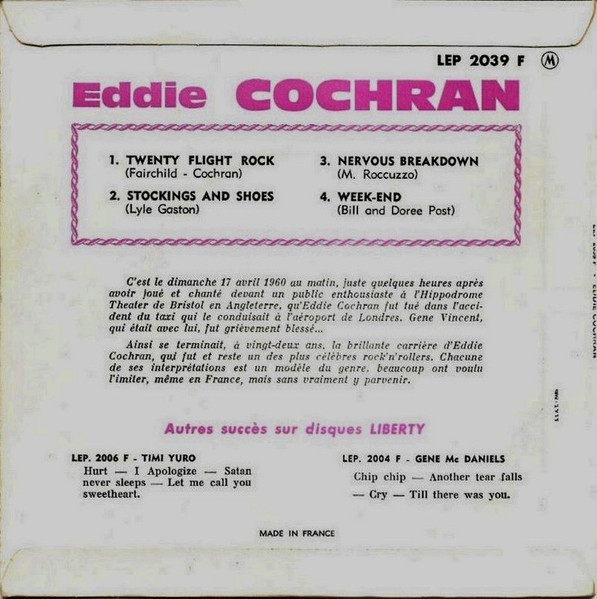 LEP 2039 F Ⓜ
Eddie COCHRAN
1. TWENTY FLIGHT ROCK
(Fairchild - Cochran)
2. STOCKINGS AND SHOES
(Lyle Gaston)
3. NERVOUS BREAKDOWN
(M. Roccuzzo)
4. WEEK-END
(Bill and Doree Post)
C'est le dimanche 17 avril 1960 au matin, juste quelques heures après
avoir joué et chanté devant un public enthousiaste à l'Hippodrome
Theater de Bristol en Angleterre, qu'Eddie Cochran fut tué dans l'acci-
dent du taxi qui le conduisait à l'aéroport de Londres. Gene Vincent,
qui était avec lui, fut grièvement blessé...
Ainsi se terminait, à vingt-deux ans, la brillante carrière d'Eddie
Cochran, qui fut et reste un des plus célèbres rock'n'rollers. Chacune
de ses interprétations est un modèle du genre, beaucoup ont voulu
l'imiter, même en France, mais sans vraiment y parvenir.
Autres succès sur disques LIBERTY
LEP. 2006 F - TIMI YURO
Hurt — I Apologize — Satan
never sleeps — Let me call you
sweetheart.
LEP. 2004 F - GENE Mc DANIELS
Chip chip — Another tear falls
— Cry — Till there was you.
MADE IN FRANCE
EDDIE COCHRAN